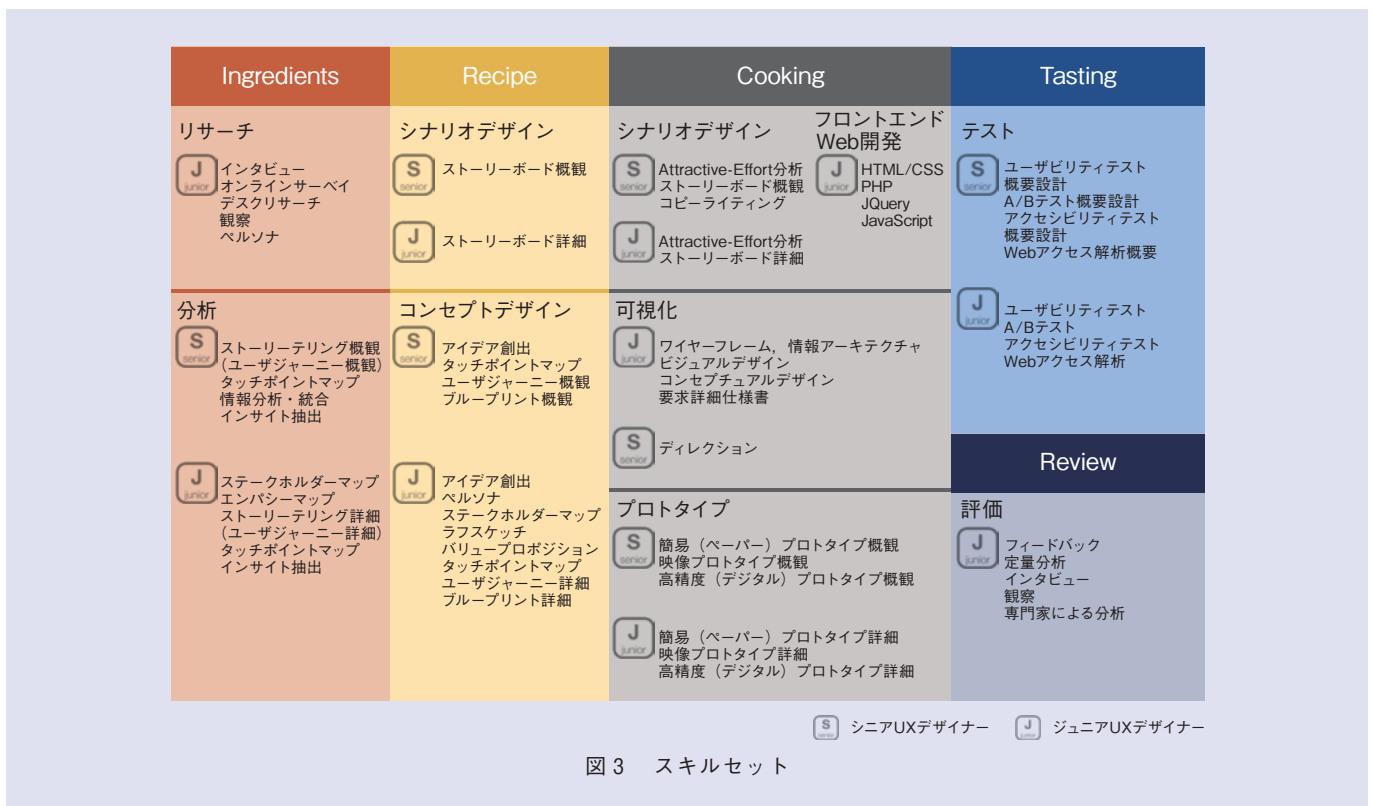 Ingredients
リサーチ
J
junior
インタビュー
オンラインサーベイ
デスクリサーチ
観察
ペルソナ
分析
S
senior
ストーリーテリング概観
(ユーザジャーニー概観)
タッチポイントマップ
情報分析・統合
インサイト抽出
J
junior
ステークホルダーマップ
エンパシーマップ
ストーリーテリング詳細
(ユーザジャーニー詳細)
タッチポイントマップ
インサイト抽出
Recipe
シナリオデザイン
S
senior
ストーリーボード概観
J
junior
ストーリーボード詳細
コンセプトデザイン
S
senior
アイデア創出
タッチポイントマップ
ユーザジャーニー概観
ブループリント概観
J
junior
アイデア創出
ペルソナ
ステークホルダーマップ
ラフスケッチ
バリュープロポジション
タッチポイントマップ
ユーザジャーニー詳細
ブループリント詳細
Cooking
シナリオデザイン
S
senior
Attractive-Effort分析
ストーリーボード概観
コピーライティング
J
junior
Attractive-Effort分析
ストーリーボード詳細
フロントエンド
Web開発
J
junior
HTML/CSS
PHP
JQuery
JavaScript
可視化
J
junior
ワイヤーフレーム，情報アーキテクチャ
ビジュアルデザイン
コンセプチュアルデザイン
要求詳細仕様書
S
senior
ディレクション
プロトタイプ
S
senior
簡易（ペーパー）プロトタイプ概観
映像プロトタイプ概観
高精度（デジタル）プロトタイプ概観
J
junior
簡易（ペーパー）プロトタイプ詳細
映像プロトタイプ詳細
高精度（デジタル）プロトタイプ詳細
Tasting
テスト
S
senior
ユーザビリティテスト
概要設計
A/Bテスト概要設計
アクセシビリティテスト
概要設計
Webアクセス解析概要
J
junior
ユーザビリティテスト
A/Bテスト
アクセシビリティテスト
Webアクセス解析
Review
評価
J
junior
フィードバック
定量分析
インタビュー
観察
専門家による分析
S
senior
シニアUXデザイナー
J
junior
ジュニアUXデザイナー
図3　スキルセット